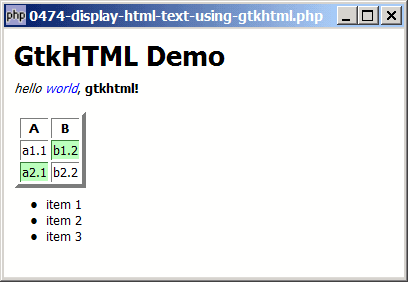 php 0474-display-html-text-using-gtkhtml.php
GtkHTML Demo
hello world, gtkhtml!
A B
a1.1 b1.2
a2.1 b2.2
item 1
item 2
item 3